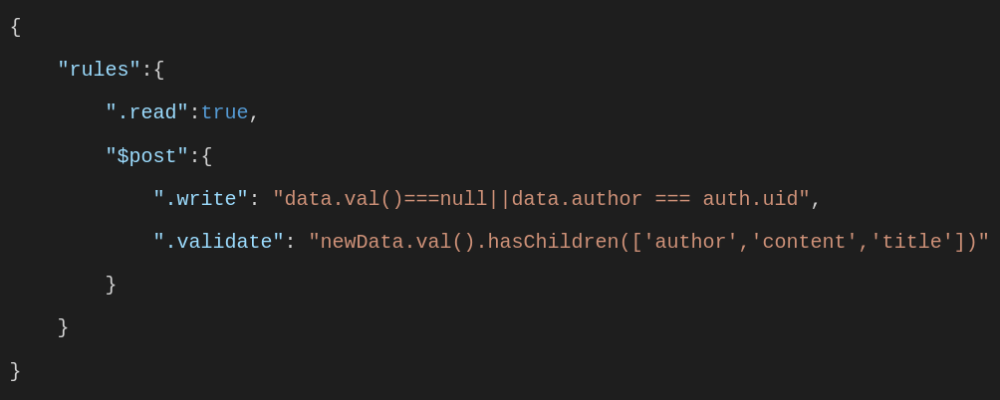 {
    "rules":{
        ".read":true,
        "$post":{
            ".write": "data.val()===null||data.author === auth.uid",
            ".validate": "newData.val().hasChildren(['author','content','title'])"
        }
    }
}